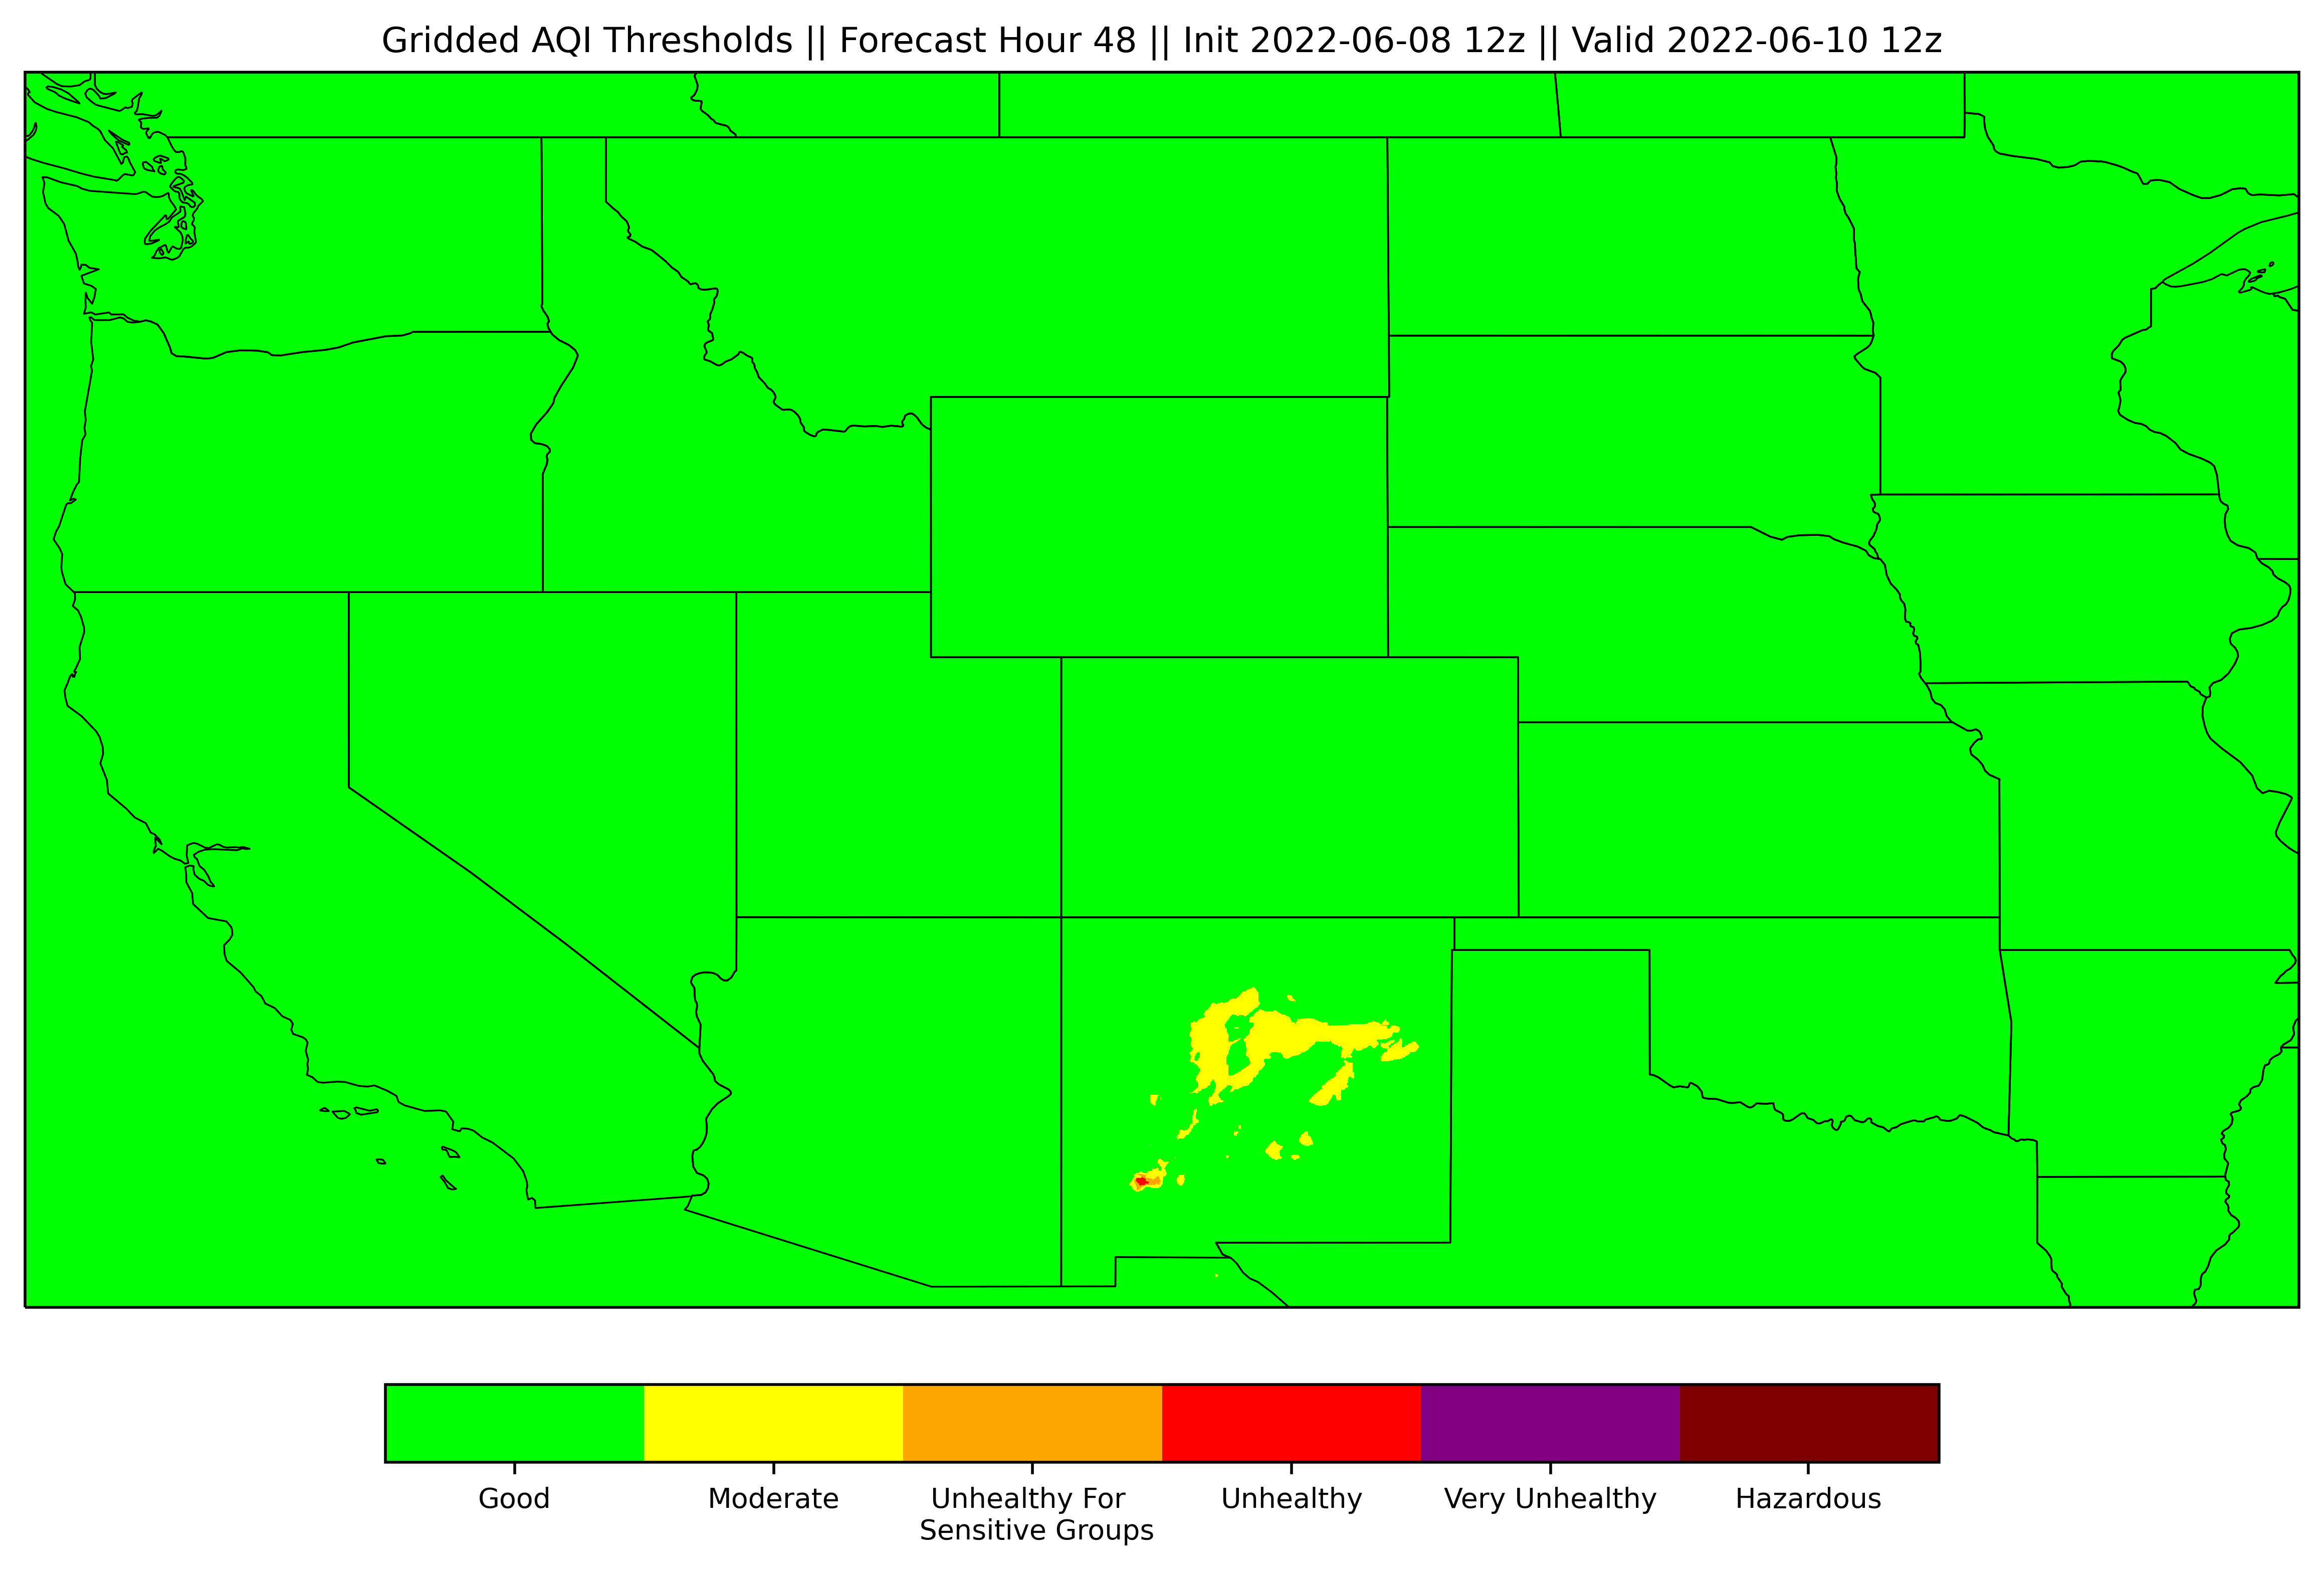 Gridded AQI Thresholds || Forecast Hour 48 || Init 2022-06-08 12z || Valid 2022-06-10 12z
Good
Moderate
Unhealthy For
Sensitive Groups
Unhealthy
Very Unhealthy
Hazardous